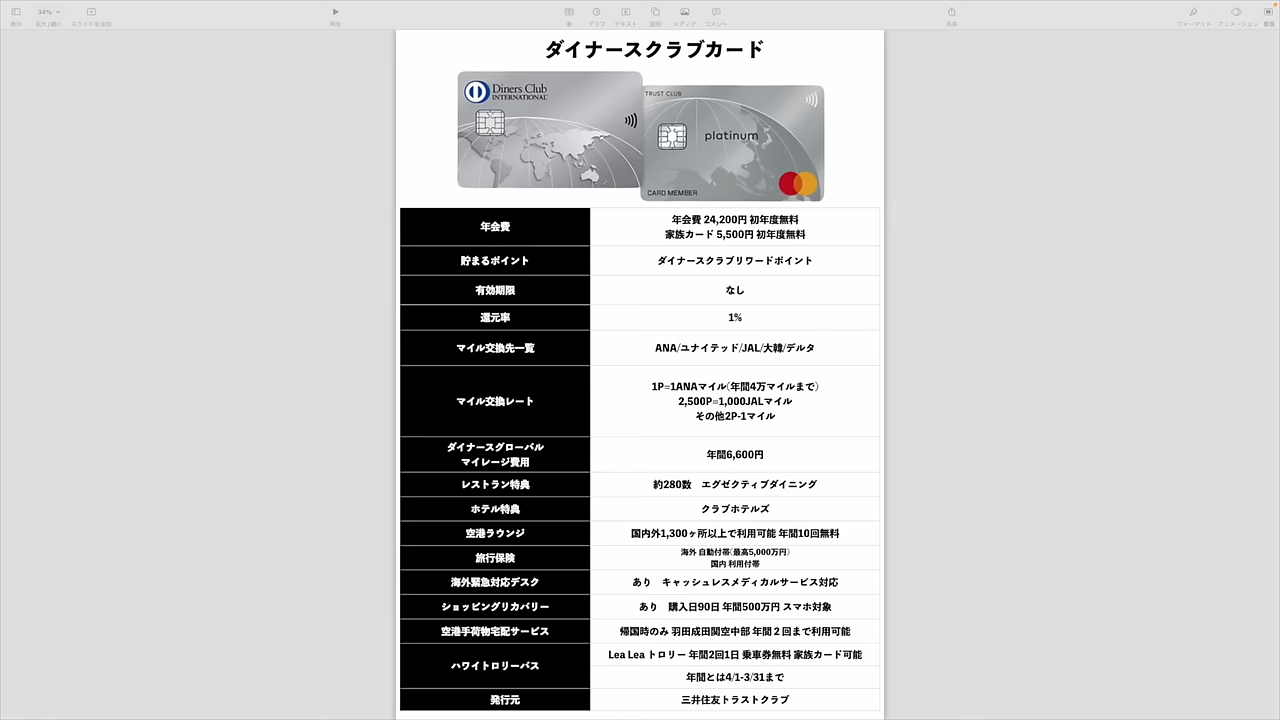 34%
再生
共有
ダイナースクラブカード
Diners Club
INTERNATIONAL
TRUST CLUB
platinum
CARD MEMBER
年会費
年会費 24,200円 初年度無料
家族カード 5,500円 初年度無料
貯まるポイント
ダイナースクラブリワードポイント
有効期限
なし
還元率
1%
マイル交換先一覧
ANA/ユナイテッド/JAL/大韓/デルタ
マイル交換レート
1P=1ANAマイル（年間4万マイルまで）
2,500P=1,000JALマイル
その他2P-1マイル
ダイナースグローバル
マイレージ費用
年間6,600円
レストラン特典
約280数　エグゼクティブダイニング
ホテル特典
クラブホテルズ
空港ラウンジ
国内外1,300ヶ所以上で利用可能 年間10回無料
旅行保険
海外 自動付帯（最高5,000万円）
国内 利用付帯
海外緊急対応デスク
あり　キャッシュレスメディカルサービス対応
ショッピングリカバリー
あり　購入日90日 年間500万円 スマホ対象
空港手荷物宅配サービス
帰国時のみ 羽田成田関空中部 年間２回まで利用可能
ハワイトロリーバス
Lea Lea トロリー 年間2回1日 乗車券無料 家族カード可能
年間とは4/1-3/31まで
発行元
三井住友トラストクラブ